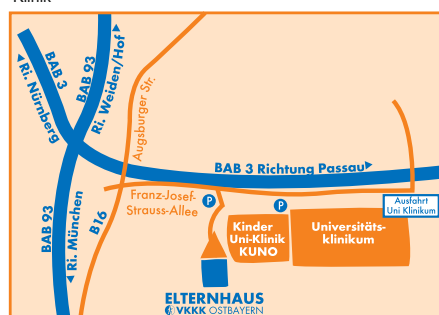 BAB 3
Ri. Nürnberg
BAB 93
Ri. Weiden/Hof
Augsburger Str.
BAB 3 Richtung Passau
Franz-Josef-
Strauss-Allee
P
P
Ausfahrt
Uni Klinikum
BAB 93
Ri. München
B16
Kinder
Uni-Klinik
KUNO
Universitäts-
klinikum
ELTERNHAUS
VKKK OSTBAYERN